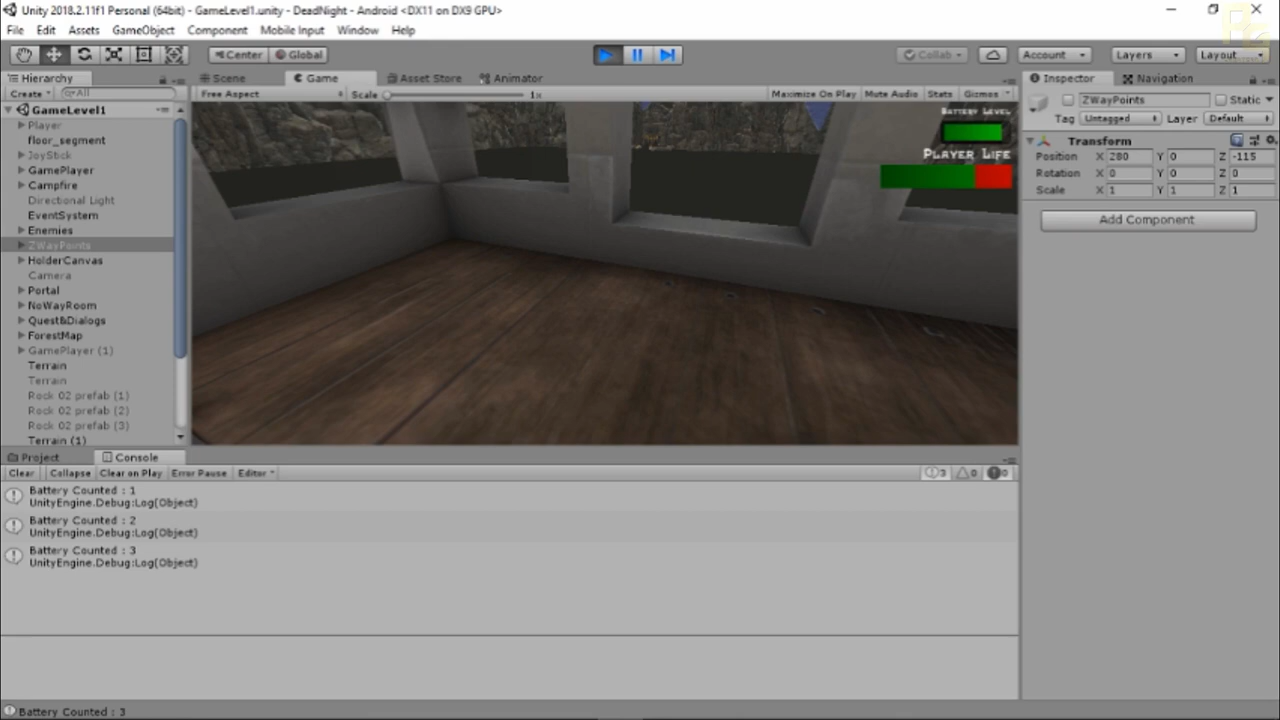 Unity 2018.2.11f1 Personal (64bit) - GameLevel1.unity - DeadNight - Android <DX11 on DX9 GPU>
File Edit Assets GameObject Component Mobile Input Window Help
Center Global Collab Account Layers Layout
Hierarchy Scene Game Asset Store Animator Inspector Navigation
Create All Free Aspect Scale 1x Maximize On Play Mute Audio Stats Gizmos
ZWayPoints Static
Tag Untagged Layer Default
GameLevel1
Player
floor_segment
JoyStick
GamePlayer
Campfire
Directional Light
EventSystem
Enemies
ZWayPoints
HolderCanvas
Camera
Portal
NoWayRoom
Quest&Dialogs
ForestMap
GamePlayer (1)
Terrain
Terrain
Rock 02 prefab (1)
Rock 02 prefab (2)
Rock 02 prefab (3)
Terrain (1)
Battery Level
Player Life
Transform
Position X 280 Y 0 Z -115
Rotation X 0 Y 0 Z 0
Scale X 1 Y 1 Z 1
Add Component
Project Console
Clear Collapse Clear on Play Error Pause Editor 3 0 0
Battery Counted : 1
UnityEngine.Debug:Log(Object)
Battery Counted : 2
UnityEngine.Debug:Log(Object)
Battery Counted : 3
UnityEngine.Debug:Log(Object)
Battery Counted : 3